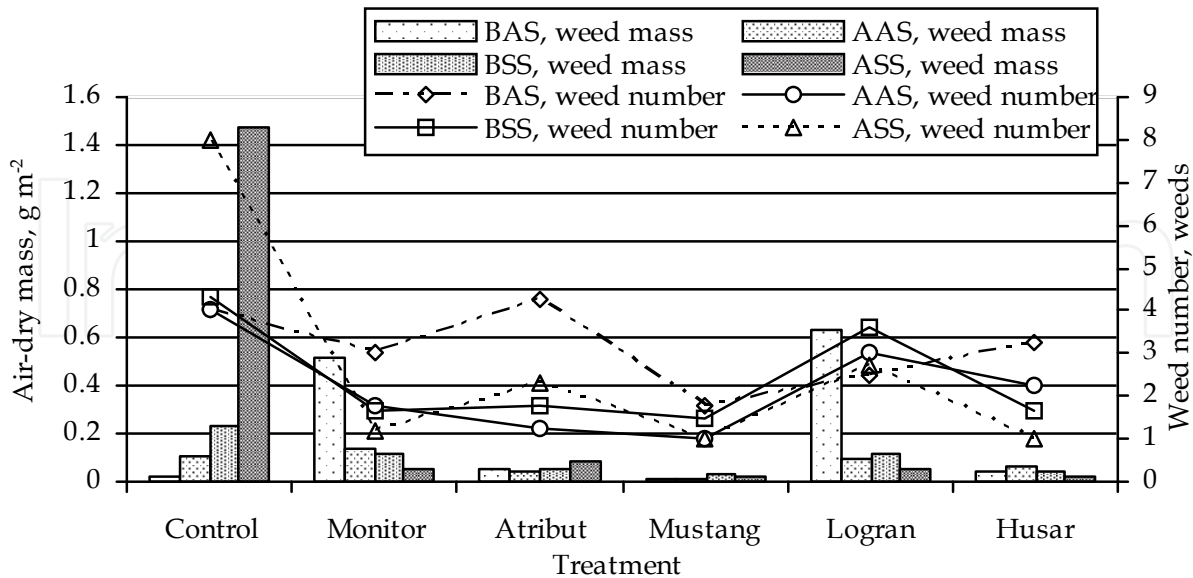 BAS, weed mass AAS, weed mass
BSS, weed mass ASS, weed mass
BAS, weed number AAS, weed number
BSS, weed number ASS, weed number
Air-dry mass, g m-2
1.6
1.4
1.2
1
0.8
0.6
0.4
0.2
0
9
8
7
6
5
4
3
2
1
0
Weed number, weeds
Control Monitor Atribut Mustang Logran Husar
Treatment